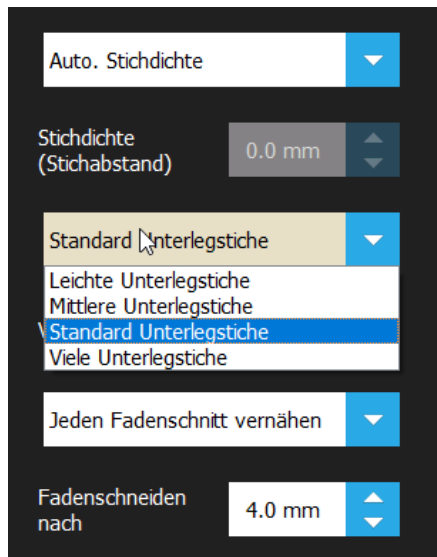 Auto. Stichdichte
Stichdichte
(Stichabstand)
0.0 mm
Standard Unterlegstiche
Leichte Unterlegstiche
Mittlere Unterlegstiche
Standard Unterlegstiche
Viele Unterlegstiche
Jeden Fadenschnitt vernähen
Fadenschneiden
nach
4.0 mm